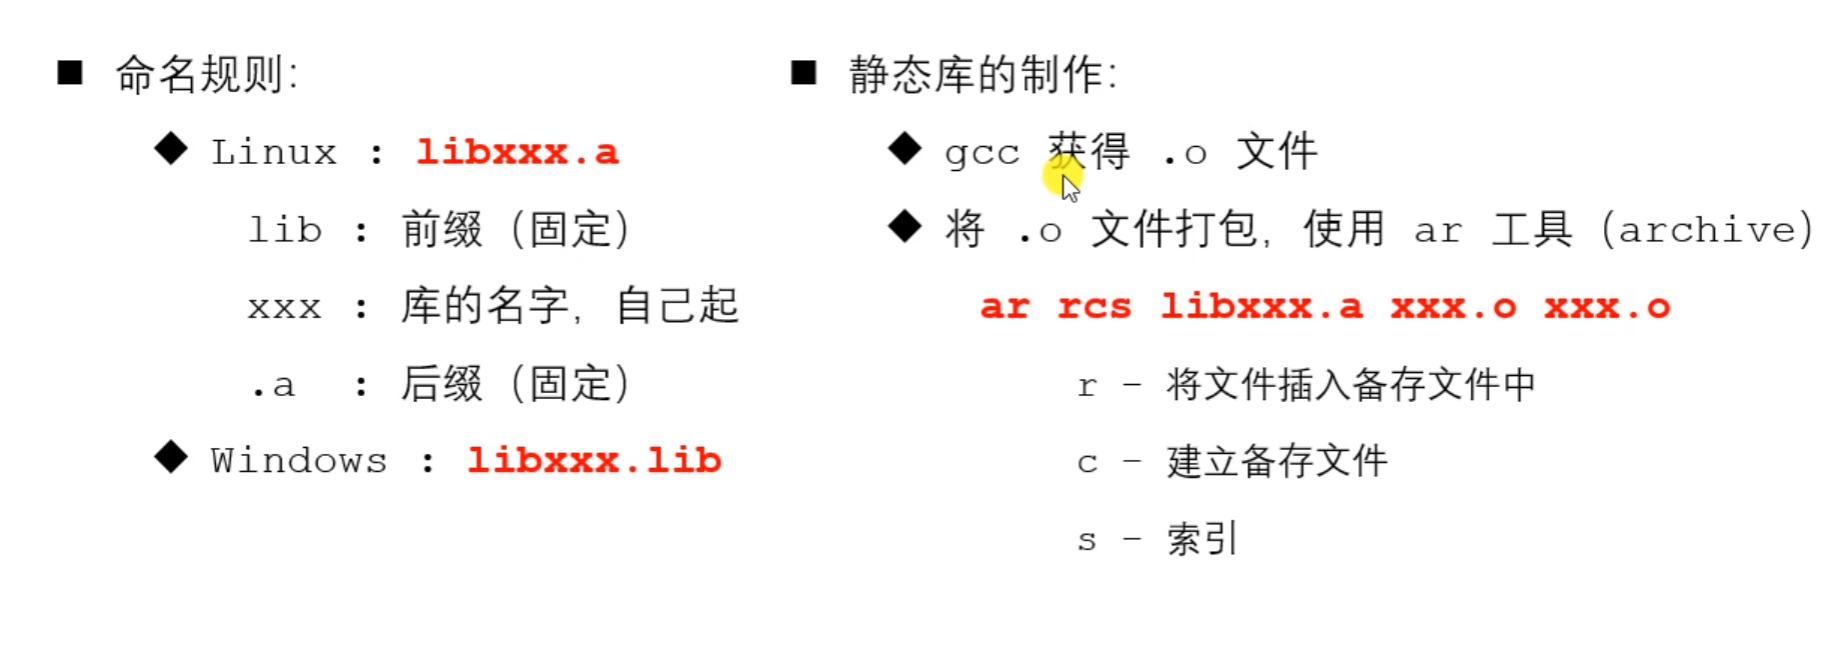 命名规则：
Linux : libxxx.a
lib : 前缀（固定）
xxx : 库的名字，自己起
.a : 后缀（固定）
Windows : libxxx.lib
静态库的制作：
gcc 获得 .o 文件
将 .o 文件打包，使用 ar 工具（archive）
ar rcs libxxx.a xxx.o xxx.o
r - 将文件插入备存文件中
c - 建立备存文件
s - 索引